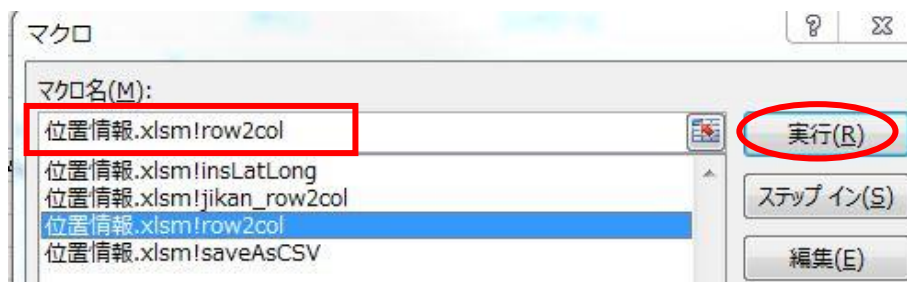 マクロ
マクロ名(M):
位置情報.xlsm!row2col
実行(R)
位置情報.xlsm!insLatLong
位置情報.xlsm!jikan_row2col
位置情報.xlsm!row2col
位置情報.xlsm!saveAsCSV
ステップ イン(S)
編集(E)